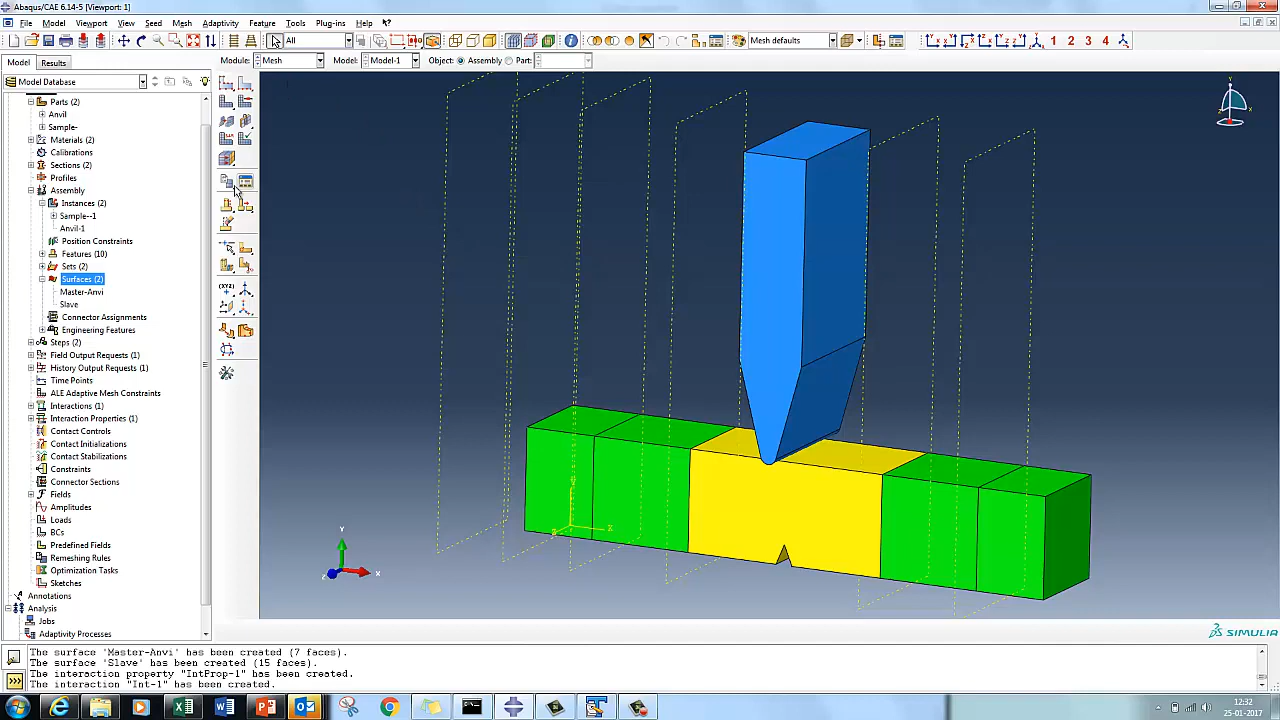 Abaqus/CAE 6.14-5 [Viewport: 1]
File Model Viewport View Seed Mesh Adaptivity Feature Tools Plug-ins Help
All Mesh defaults 1 2 3 4
Model Results Module: Mesh Model: Model-1 Object: Assembly Part:
Model Database
Parts (2)
Anvil
Sample-
Materials (2)
Calibrations
Sections (2)
Profiles
Assembly
Instances (2)
Sample--1
Anvil-1
Position Constraints
Features (10)
Sets (2)
Surfaces (2)
Master-Anvi
Slave
Connector Assignments
Engineering Features
Steps (2)
Field Output Requests (1)
History Output Requests (1)
Time Points
ALE Adaptive Mesh Constraints
Interactions (1)
Interaction Properties (1)
Contact Controls
Contact Initializations
Contact Stabilizations
Constraints
Connector Sections
Fields
Amplitudes
Loads
BCs
Predefined Fields
Remeshing Rules
Optimization Tasks
Sketches
Annotations
Analysis
Jobs
Adaptivity Processes
(XYZ)
Y
X
Z
X
SIMULIA
The surface 'Master-Anvi' has been created (7 faces).
The surface 'Slave' has been created (15 faces).
The interaction property "IntProp-1" has been created.
The interaction "Int-1" has been created.
12:32
25-01-2017